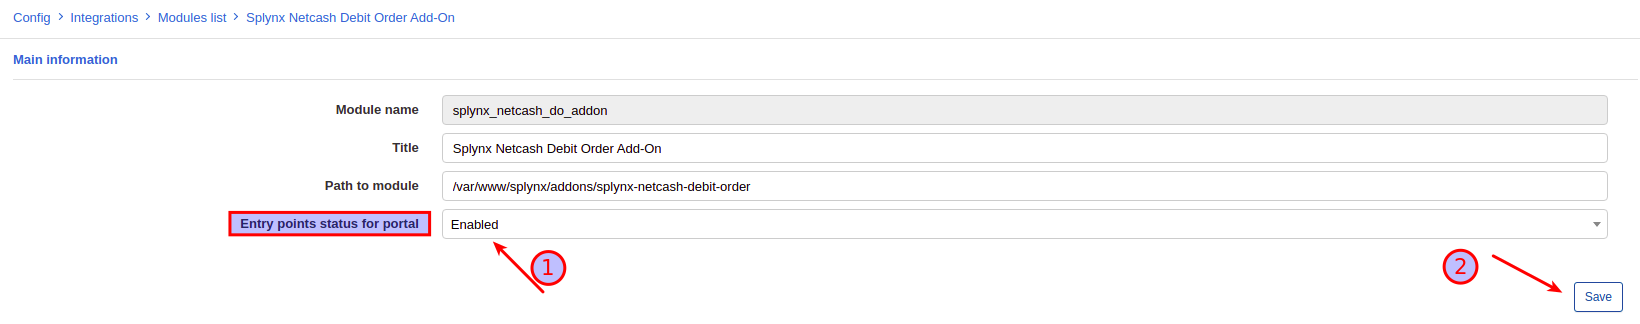 Config > Integrations > Modules list > Splynx Netcash Debit Order Add-On
Main information
Module name splynx_netcash_do_addon
Title Splynx Netcash Debit Order Add-On
Path to module /var/www/splynx/addons/splynx-netcash-debit-order
Entry points status for portal Enabled
1
2
Save